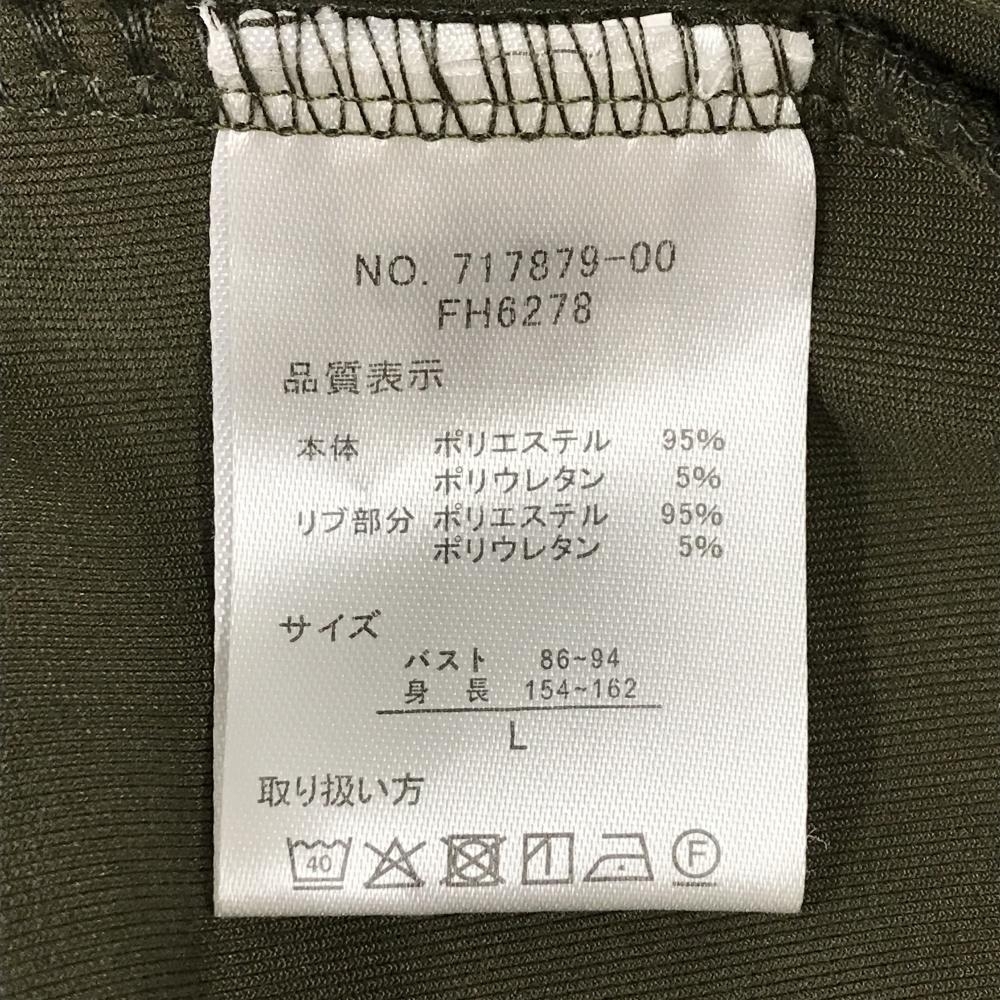 NO. 717879-00
FH6278
品質表示
本体 ポリエステル 95%
ポリウレタン 5%
リブ部分 ポリエステル 95%
ポリウレタン 5%
サイズ
バスト 86~94
身 長 154~162
L
取り扱い方
40 F